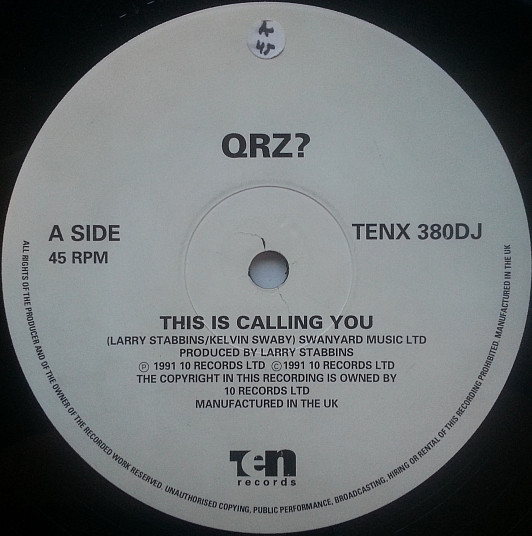 A
45
QRZ?
A SIDE
45 RPM
TENX 380DJ
THIS IS CALLING YOU
(LARRY STABBINS/KELVIN SWABY) SWANYARD MUSIC LTD
PRODUCED BY LARRY STABBINS
Ⓟ 1991 10 RECORDS LTD ©1991 10 RECORDS LTD
THE COPYRIGHT IN THIS RECORDING IS OWNED BY
10 RECORDS LTD
MANUFACTURED IN THE UK
Ten
records
ALL RIGHTS OF THE PRODUCER AND OF THE OWNER OF THE RECORDED WORK RESERVED. UNAUTHORISED COPYING, PUBLIC PERFORMANCE, BROADCASTING, HIRING OR RENTAL OF THIS RECORDING PROHIBITED. MANUFACTURED IN THE UK